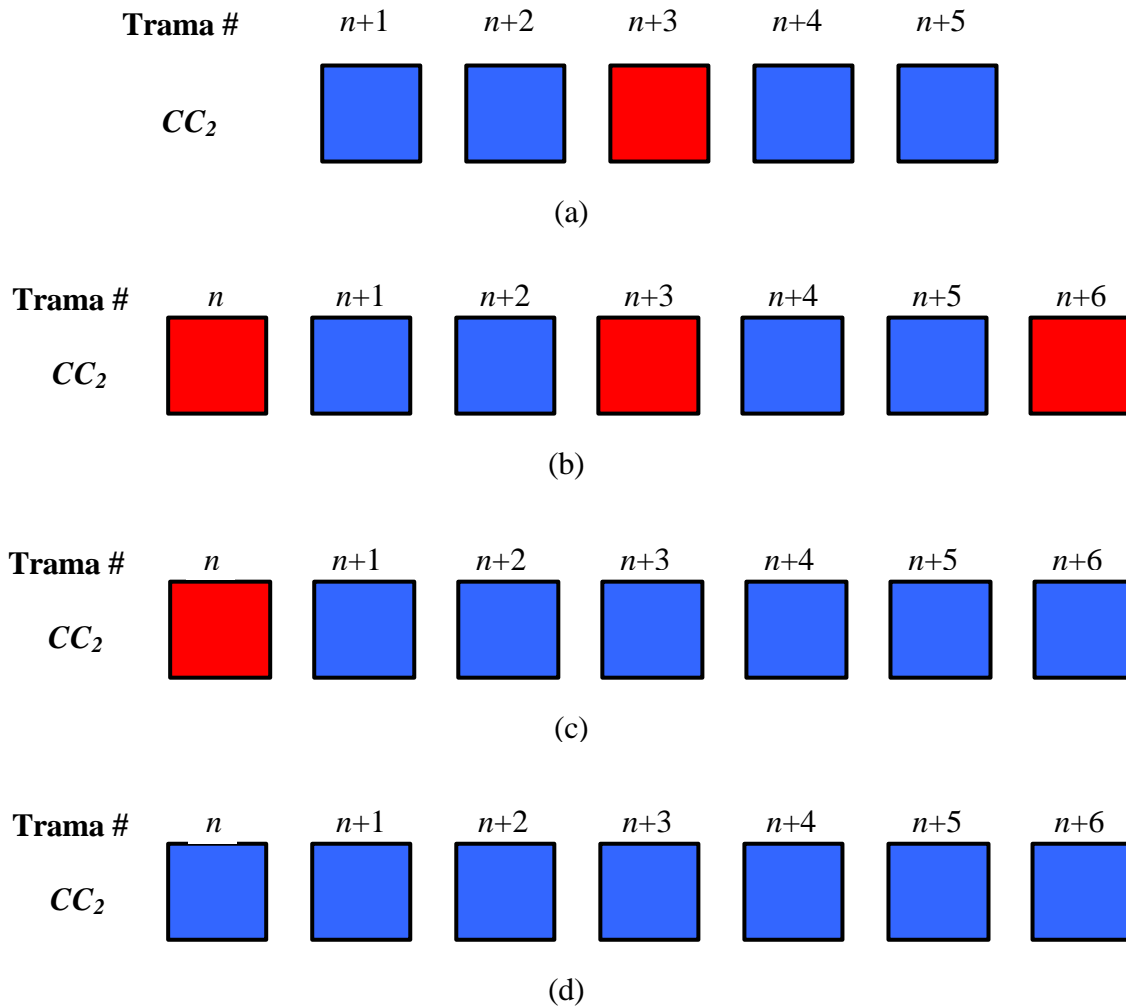 Trama # n+1 n+2 n+3 n+4 n+5
CC2
(a)
Trama # n n+1 n+2 n+3 n+4 n+5 n+6
CC2
(b)
Trama # n n+1 n+2 n+3 n+4 n+5 n+6
CC2
(c)
Trama # n n+1 n+2 n+3 n+4 n+5 n+6
CC2
(d)